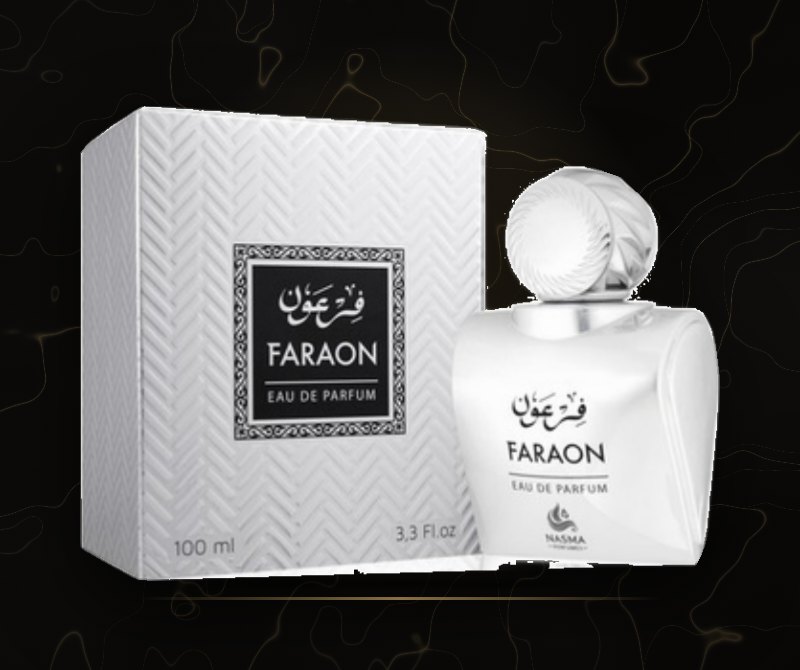 فرعون
FARAON
EAU DE PARFUM
100 ml
3,3 Fl.oz
فرعون
FARAON
EAU DE PARFUM
NASMA